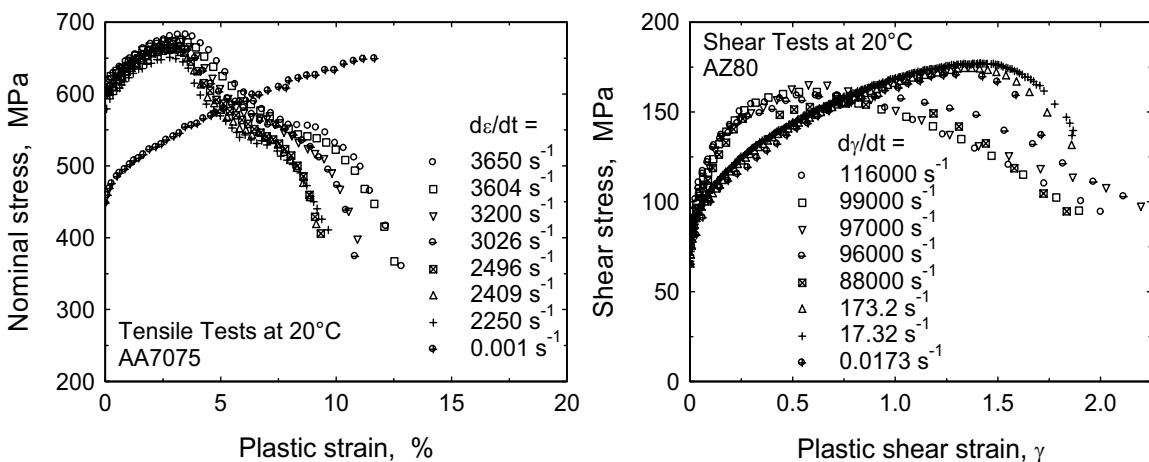 700
600
500
400
300
200
0
5
10
15
20
Nominal stress, MPa
Plastic strain, %
Tensile Tests at 20°C
AA7075
dε/dt =
3650 s⁻¹
3604 s⁻¹
3200 s⁻¹
3026 s⁻¹
2496 s⁻¹
2409 s⁻¹
2250 s⁻¹
0.001 s⁻¹
200
150
100
50
0
0
0.5
1.0
1.5
2.0
Shear stress, MPa
Plastic shear strain, γ
Shear Tests at 20°C
AZ80
dγ/dt =
116000 s⁻¹
99000 s⁻¹
97000 s⁻¹
96000 s⁻¹
88000 s⁻¹
173.2 s⁻¹
17.32 s⁻¹
0.0173 s⁻¹